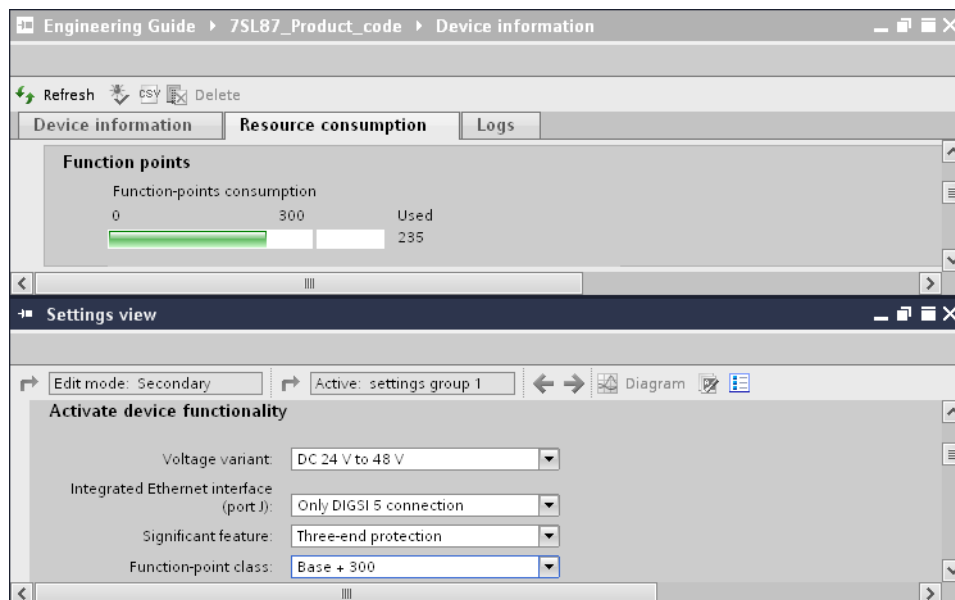 Engineering Guide ▸ 7SL87_Product_code ▸ Device information
Refresh CSV Delete
Device information Resource consumption Logs
Function points
Function-points consumption
0 300 Used
235
Settings view
Edit mode: Secondary Active: settings group 1 Diagram
Activate device functionality
Voltage variant: DC 24 V to 48 V
Integrated Ethernet interface
(port J): Only DIGSI 5 connection
Significant feature: Three-end protection
Function-point class: Base + 300